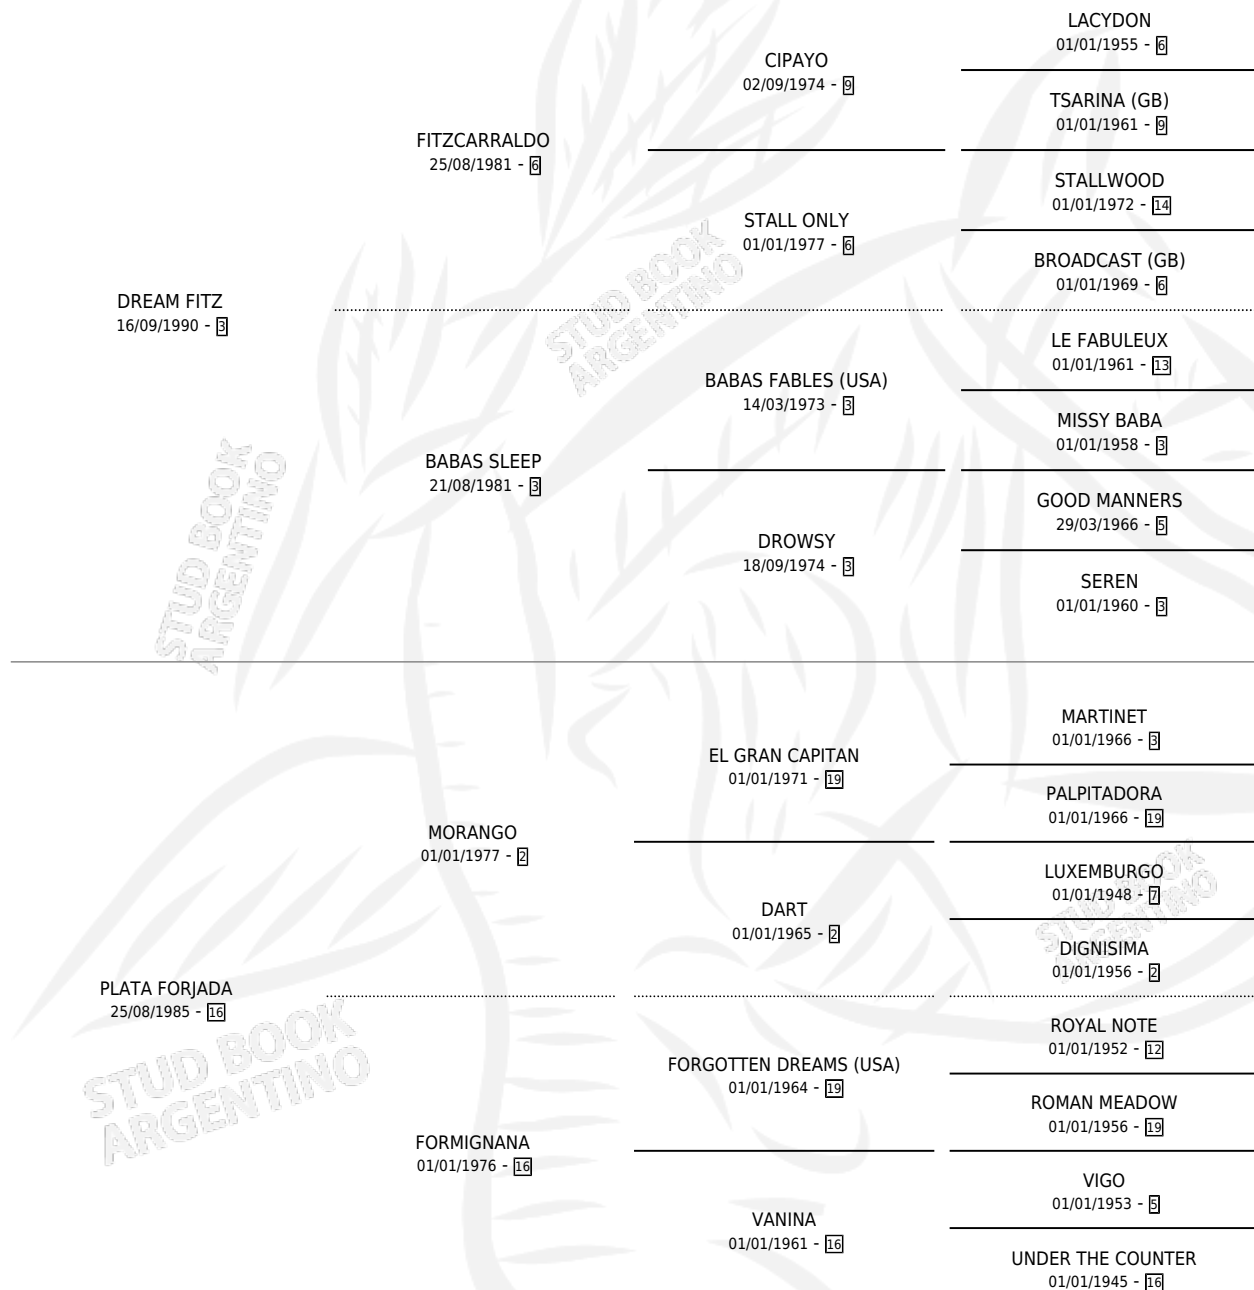 LACYDON
01/01/1955 - 6
CIPAYO
02/09/1974 - 9
TSARINA (GB)
01/01/1961 - 9
FITZCARRALDO
25/08/1981 - 6
STALLWOOD
01/01/1972 - 14
STALL ONLY
01/01/1977 - 6
BROADCAST (GB)
01/01/1969 - 6
DREAM FITZ
16/09/1990 - 3
LE FABULEUX
01/01/1961 - 13
BABAS FABLES (USA)
14/03/1973 - 3
MISSY BABA
01/01/1958 - 3
BABAS SLEEP
21/08/1981 - 3
GOOD MANNERS
29/03/1966 - 5
DROWSY
18/09/1974 - 3
SEREN
01/01/1960 - 3
MARTINET
01/01/1966 - 3
EL GRAN CAPITAN
01/01/1971 - 19
PALPITADORA
01/01/1966 - 19
MORANGO
01/01/1977 - 2
LUXEMBURGO
01/01/1948 - 7
DART
01/01/1965 - 2
DIGNISIMA
01/01/1956 - 2
PLATA FORJADA
25/08/1985 - 16
ROYAL NOTE
01/01/1952 - 12
FORGOTTEN DREAMS (USA)
01/01/1964 - 19
ROMAN MEADOW
01/01/1956 - 19
FORMIGNANA
01/01/1976 - 16
VIGO
01/01/1953 - 5
VANINA
01/01/1961 - 16
UNDER THE COUNTER
01/01/1945 - 16
STUD BOOK
ARGENTINO
STUD BOOK
ARGENTINO
STUD BOOK
ARGENTINO
STUD BOOK
ARGENTINO